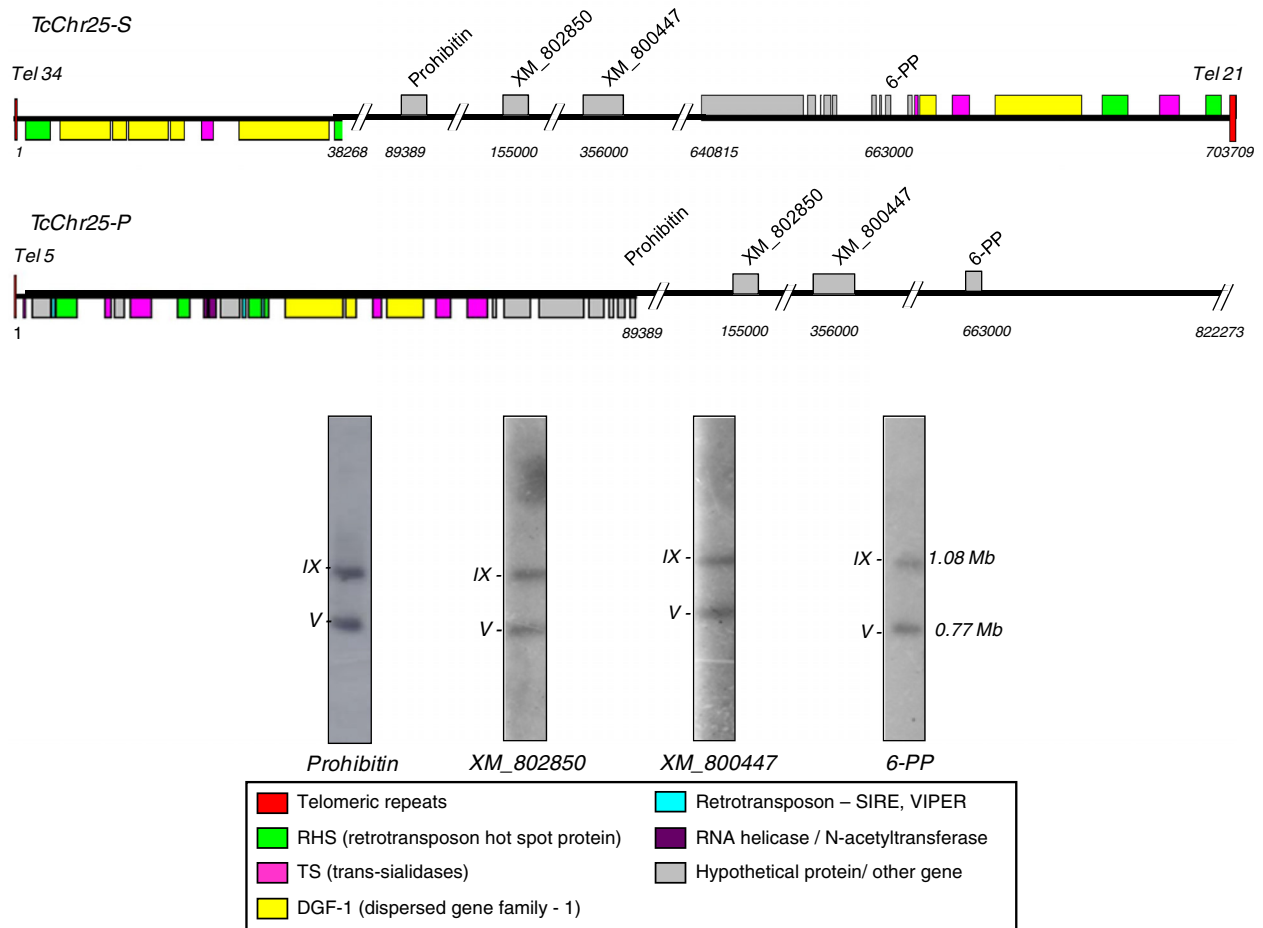 TcChr25-S
Prohibitin
XM_802850
XM_800447
6-PP
Tel 34
Tel 21
1
38268
89389
155000
356000
640815
663000
703709
TcChr25-P
Prohibitin
XM_802850
XM_800447
6-PP
Tel 5
1
89389
155000
356000
663000
822273
IX -
V -
IX -
V -
IX -
V -
IX - 1.08 Mb
V - 0.77 Mb
Prohibitin
XM_802850
XM_800447
6-PP
Telomeric repeats
RHS (retrotransposon hot spot protein)
TS (trans-sialidases)
DGF-1 (dispersed gene family - 1)
Retrotransposon – SIRE, VIPER
RNA helicase / N-acetyltransferase
Hypothetical protein/ other gene